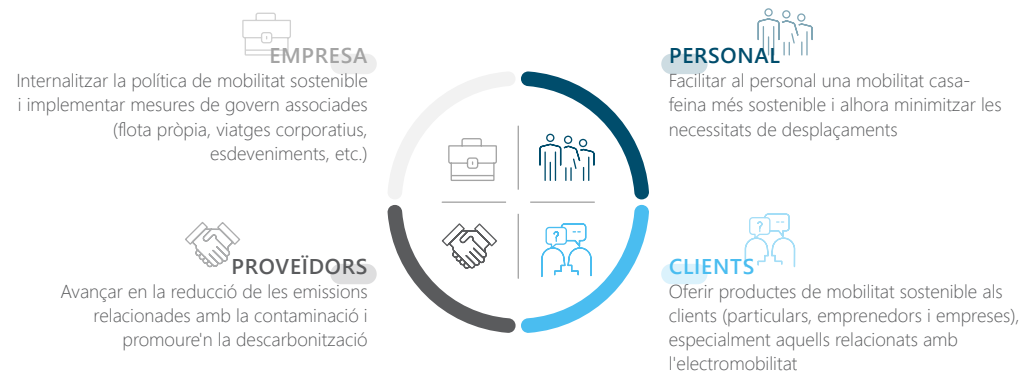 EMPRESA
Internalitzar la política de mobilitat sostenible
i implementar mesures de govern associades
(flota pròpia, viatges corporatius,
esdeveniments, etc.)
PERSONAL
Facilitar al personal una mobilitat casa-
feina més sostenible i alhora minimitzar les
necessitats de desplaçaments
PROVEÏDORS
Avançar en la reducció de les emissions
relacionades amb la contaminació i
promoure'n la descarbonització
CLIENTS
Oferir productes de mobilitat sostenible als
clients (particulars, emprenedors i empreses),
especialment aquells relacionats amb
l'electromobilitat